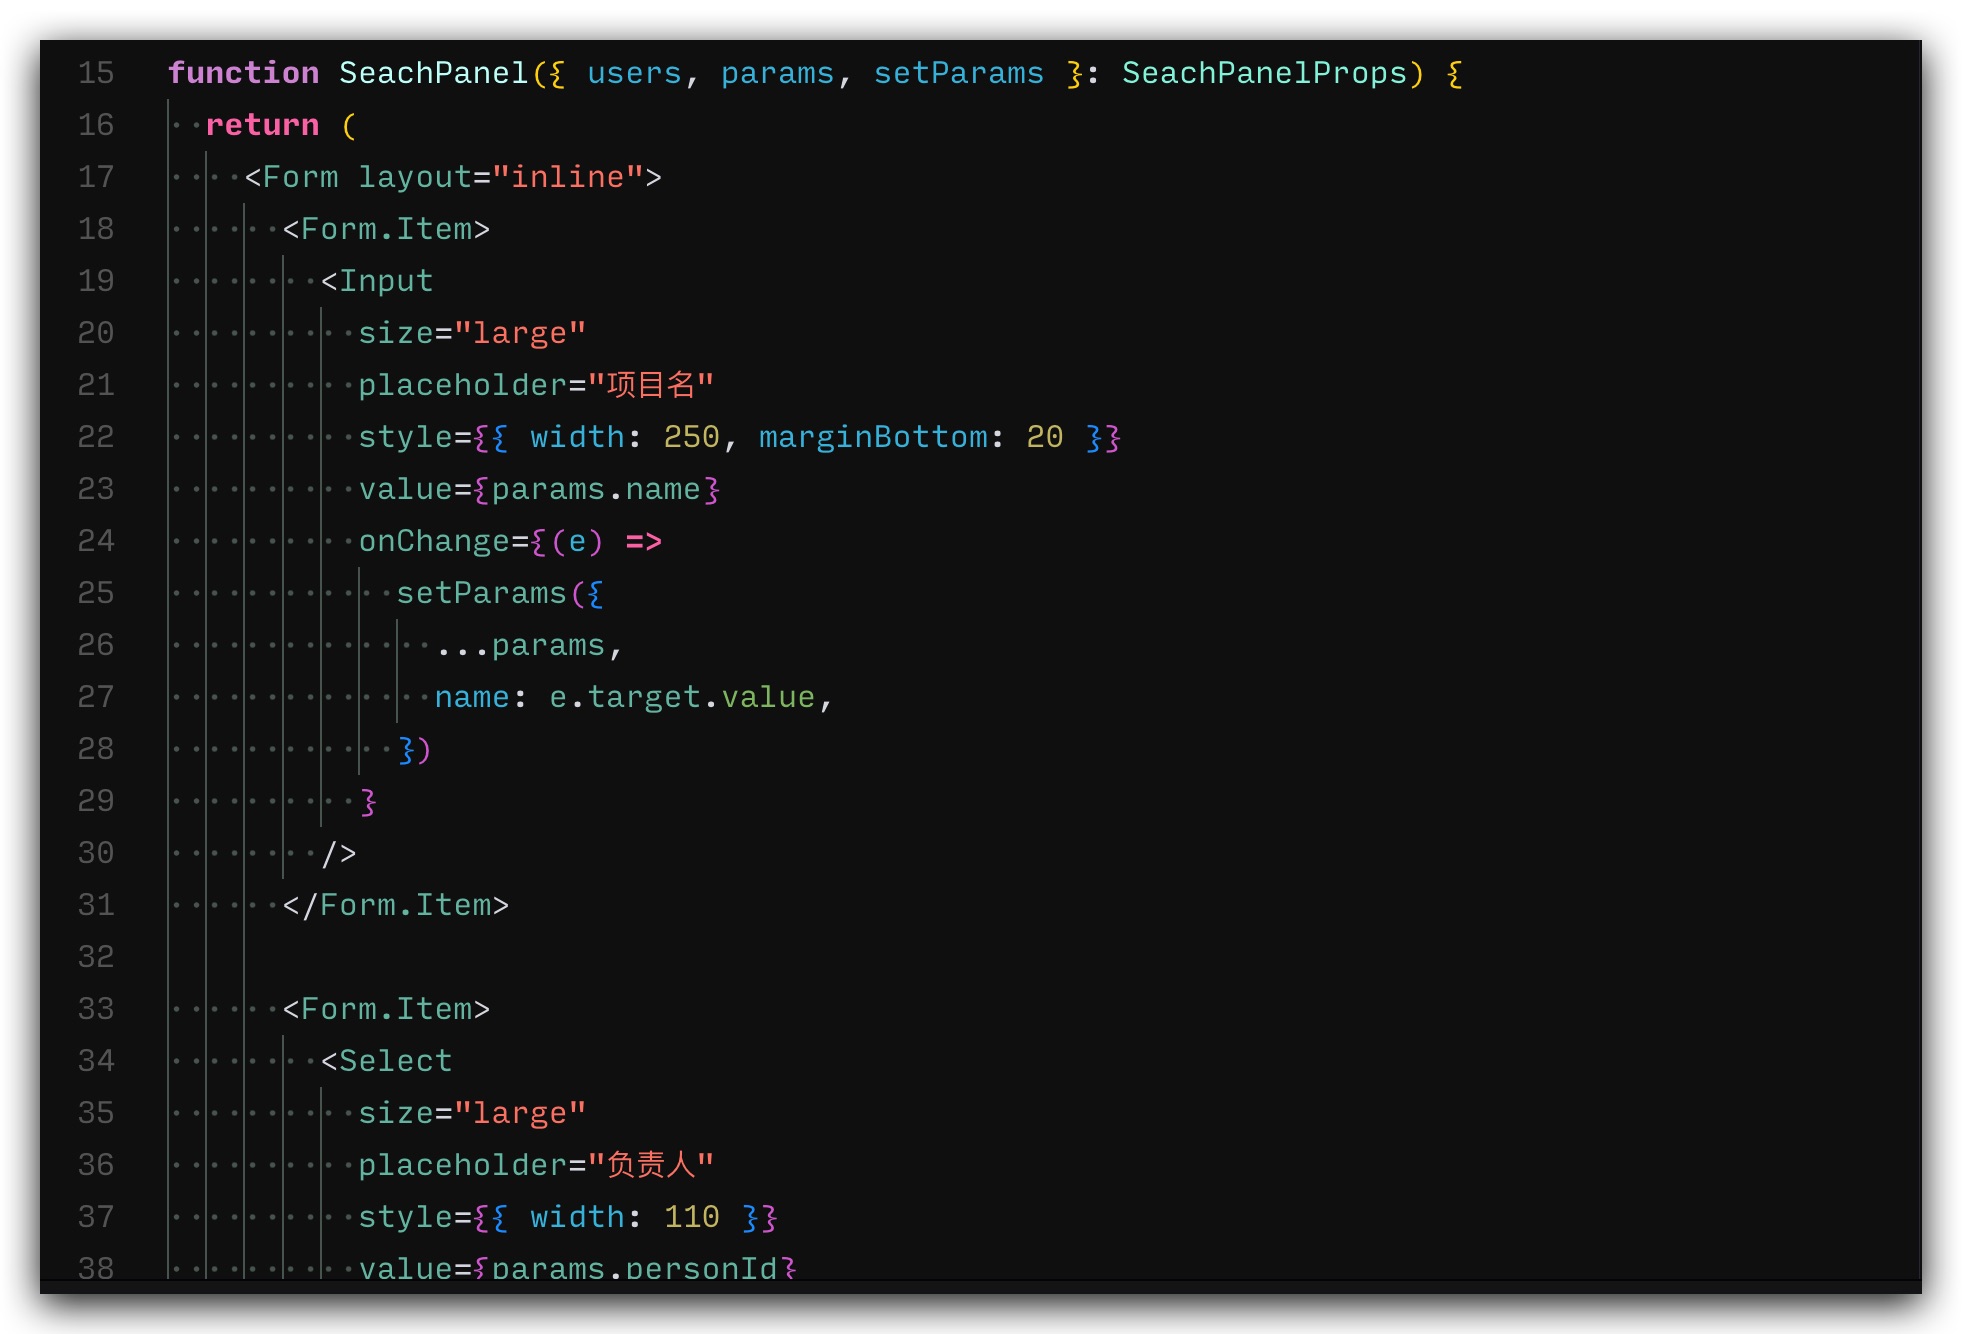 15 function SeachPanel({ users, params, setParams }: SeachPanelProps) {
16 return (
17 <Form layout="inline">
18 <Form.Item>
19 <Input
20 size="large"
21 placeholder="项目名"
22 style={{ width: 250, marginBottom: 20 }}
23 value={params.name}
24 onChange={(e) =>
25 setParams({
26 ...params,
27 name: e.target.value,
28 })
29 }
30 />
31 </Form.Item>
32
33 <Form.Item>
34 <Select
35 size="large"
36 placeholder="负责人"
37 style={{ width: 110 }}
38 value={params.personId}